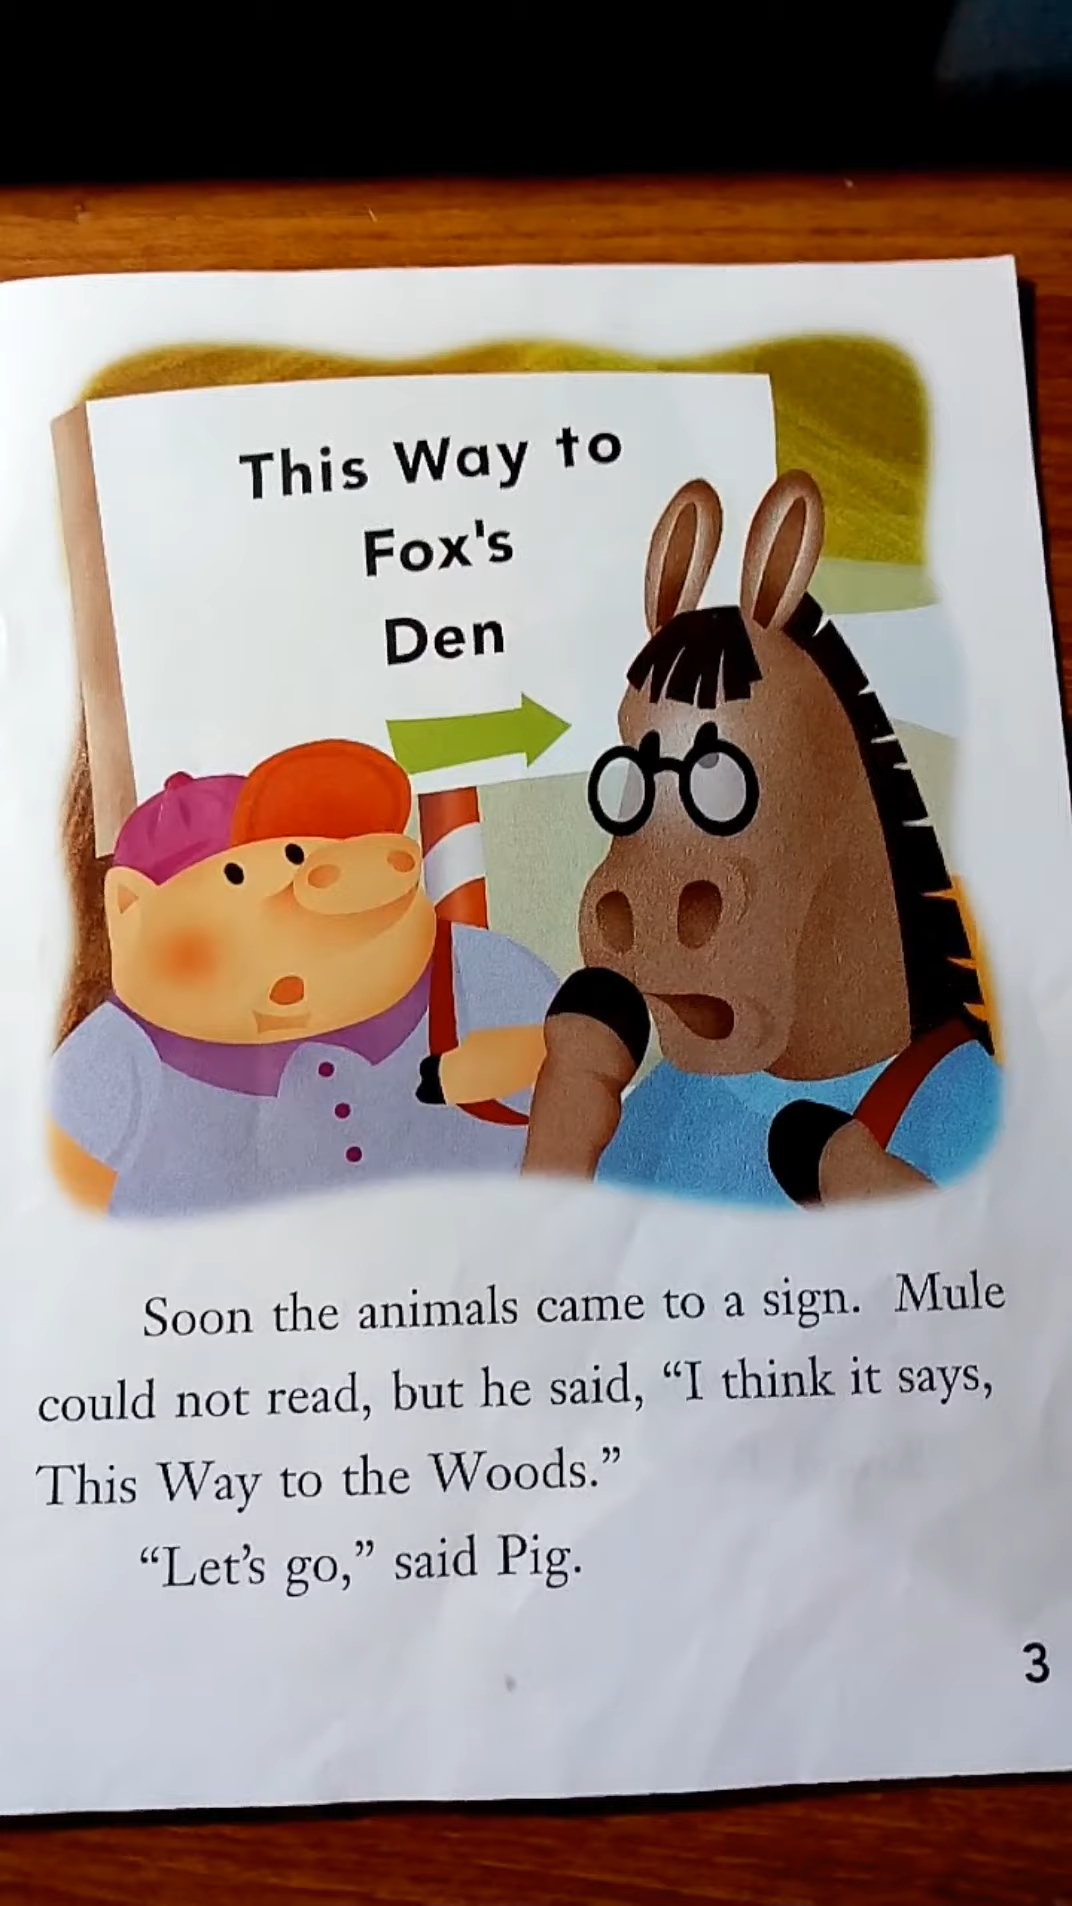 This Way to
Fox's
Den
Soon the animals came to a sign. Mule
could not read, but he said, “I think it says,
This Way to the Woods.”
“Let’s go,” said Pig.
3